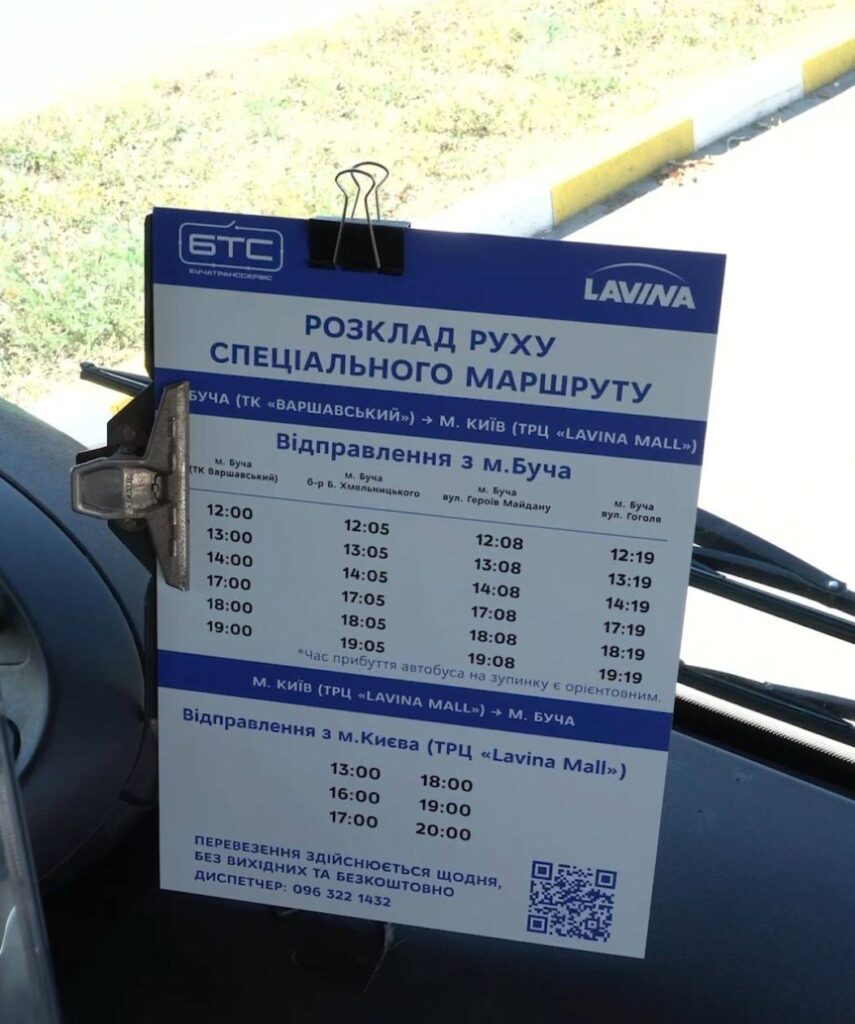 БТС
БУЧАТРАНССЕРВІС
LAVINA
РОЗКЛАД РУХУ
СПЕЦІАЛЬНОГО МАРШРУТУ
БУЧА (ТК «ВАРШАВСЬКИЙ») → М. КИЇВ (ТРЦ «LAVINA MALL»)
Відправлення з м.Буча
м. Буча
(ТК Варшавський)
м. Буча
б-р Б. Хмельницького
м. Буча
вул. Героїв Майдану
м. Буча
вул. Гоголя
12:00 12:05 12:08 12:19
13:00 13:05 13:08 13:19
14:00 14:05 14:08 14:19
17:00 17:05 17:08 17:19
18:00 18:05 18:08 18:19
19:00 19:05 19:08 19:19
*Час прибуття автобуса на зупинку є орієнтовним.
М. КИЇВ (ТРЦ «LAVINA MALL») → М. БУЧА
Відправлення з м.Києва (ТРЦ «Lavina Mall»)
13:00 18:00
16:00 19:00
17:00 20:00
ПЕРЕВЕЗЕННЯ ЗДІЙСНЮЄТЬСЯ ЩОДНЯ,
БЕЗ ВИХІДНИХ ТА БЕЗКОШТОВНО
ДИСПЕТЧЕР: 096 322 1432